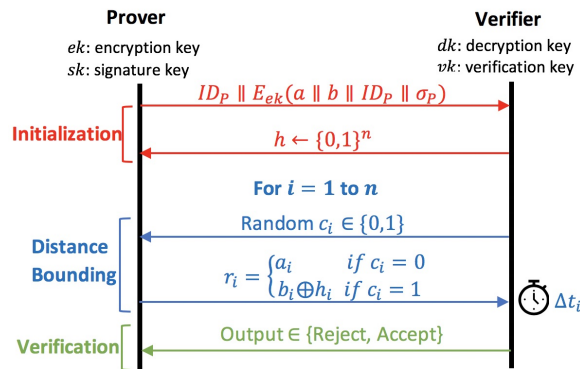 Prover
Verifier
ek: encryption key
sk: signature key
dk: decryption key
vk: verification key
Initialization
ID_P ∥ E_ek(a ∥ b ∥ ID_P ∥ σ_P)
h ← {0,1}^n
For i = 1 to n
Distance
Bounding
Random c_i ∈ {0,1}
r_i = { a_i if c_i = 0
b_i⊕h_i if c_i = 1
Δt_i
Verification
Output ∈ {Reject, Accept}